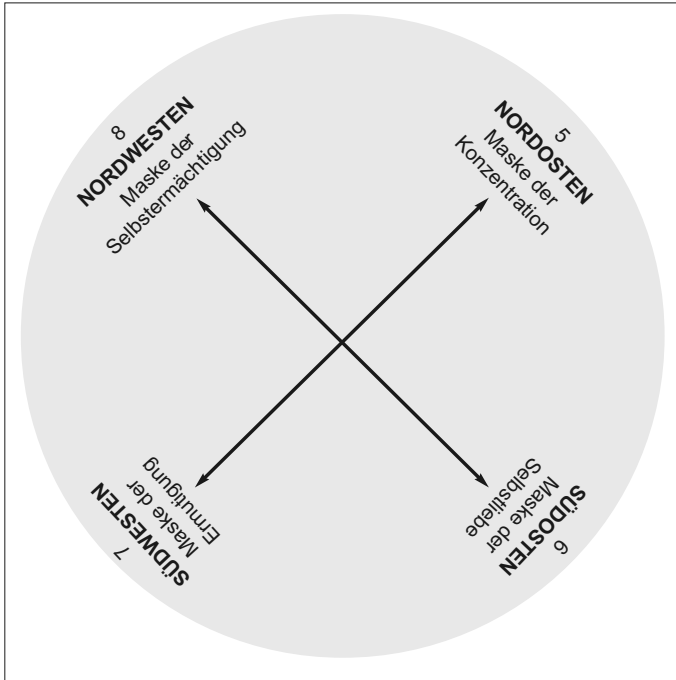 8
NORDWESTEN
Maske der
Selbstermächtigung
5
NORDOSTEN
Maske der
Konzentration
7
SÜDWESTEN
Maske der
Ermutigung
6
SÜDOSTEN
Maske der
Selbstliebe